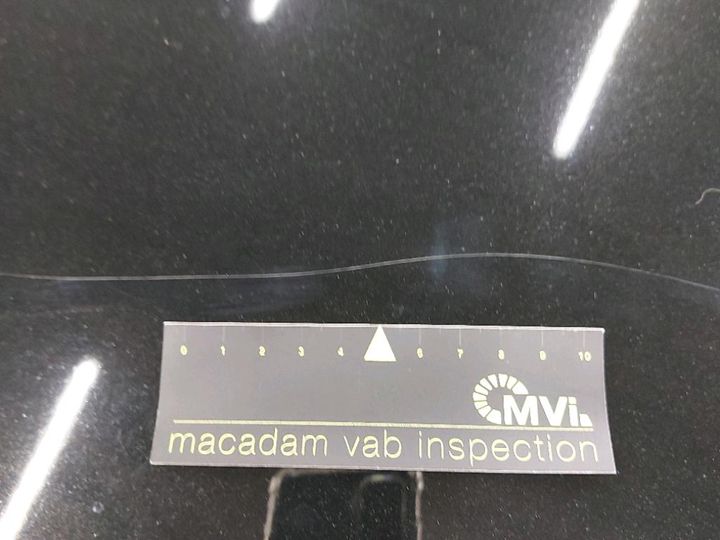 0 1 2 3 4 6 7 8 9 10
MVi
macadam vab inspection